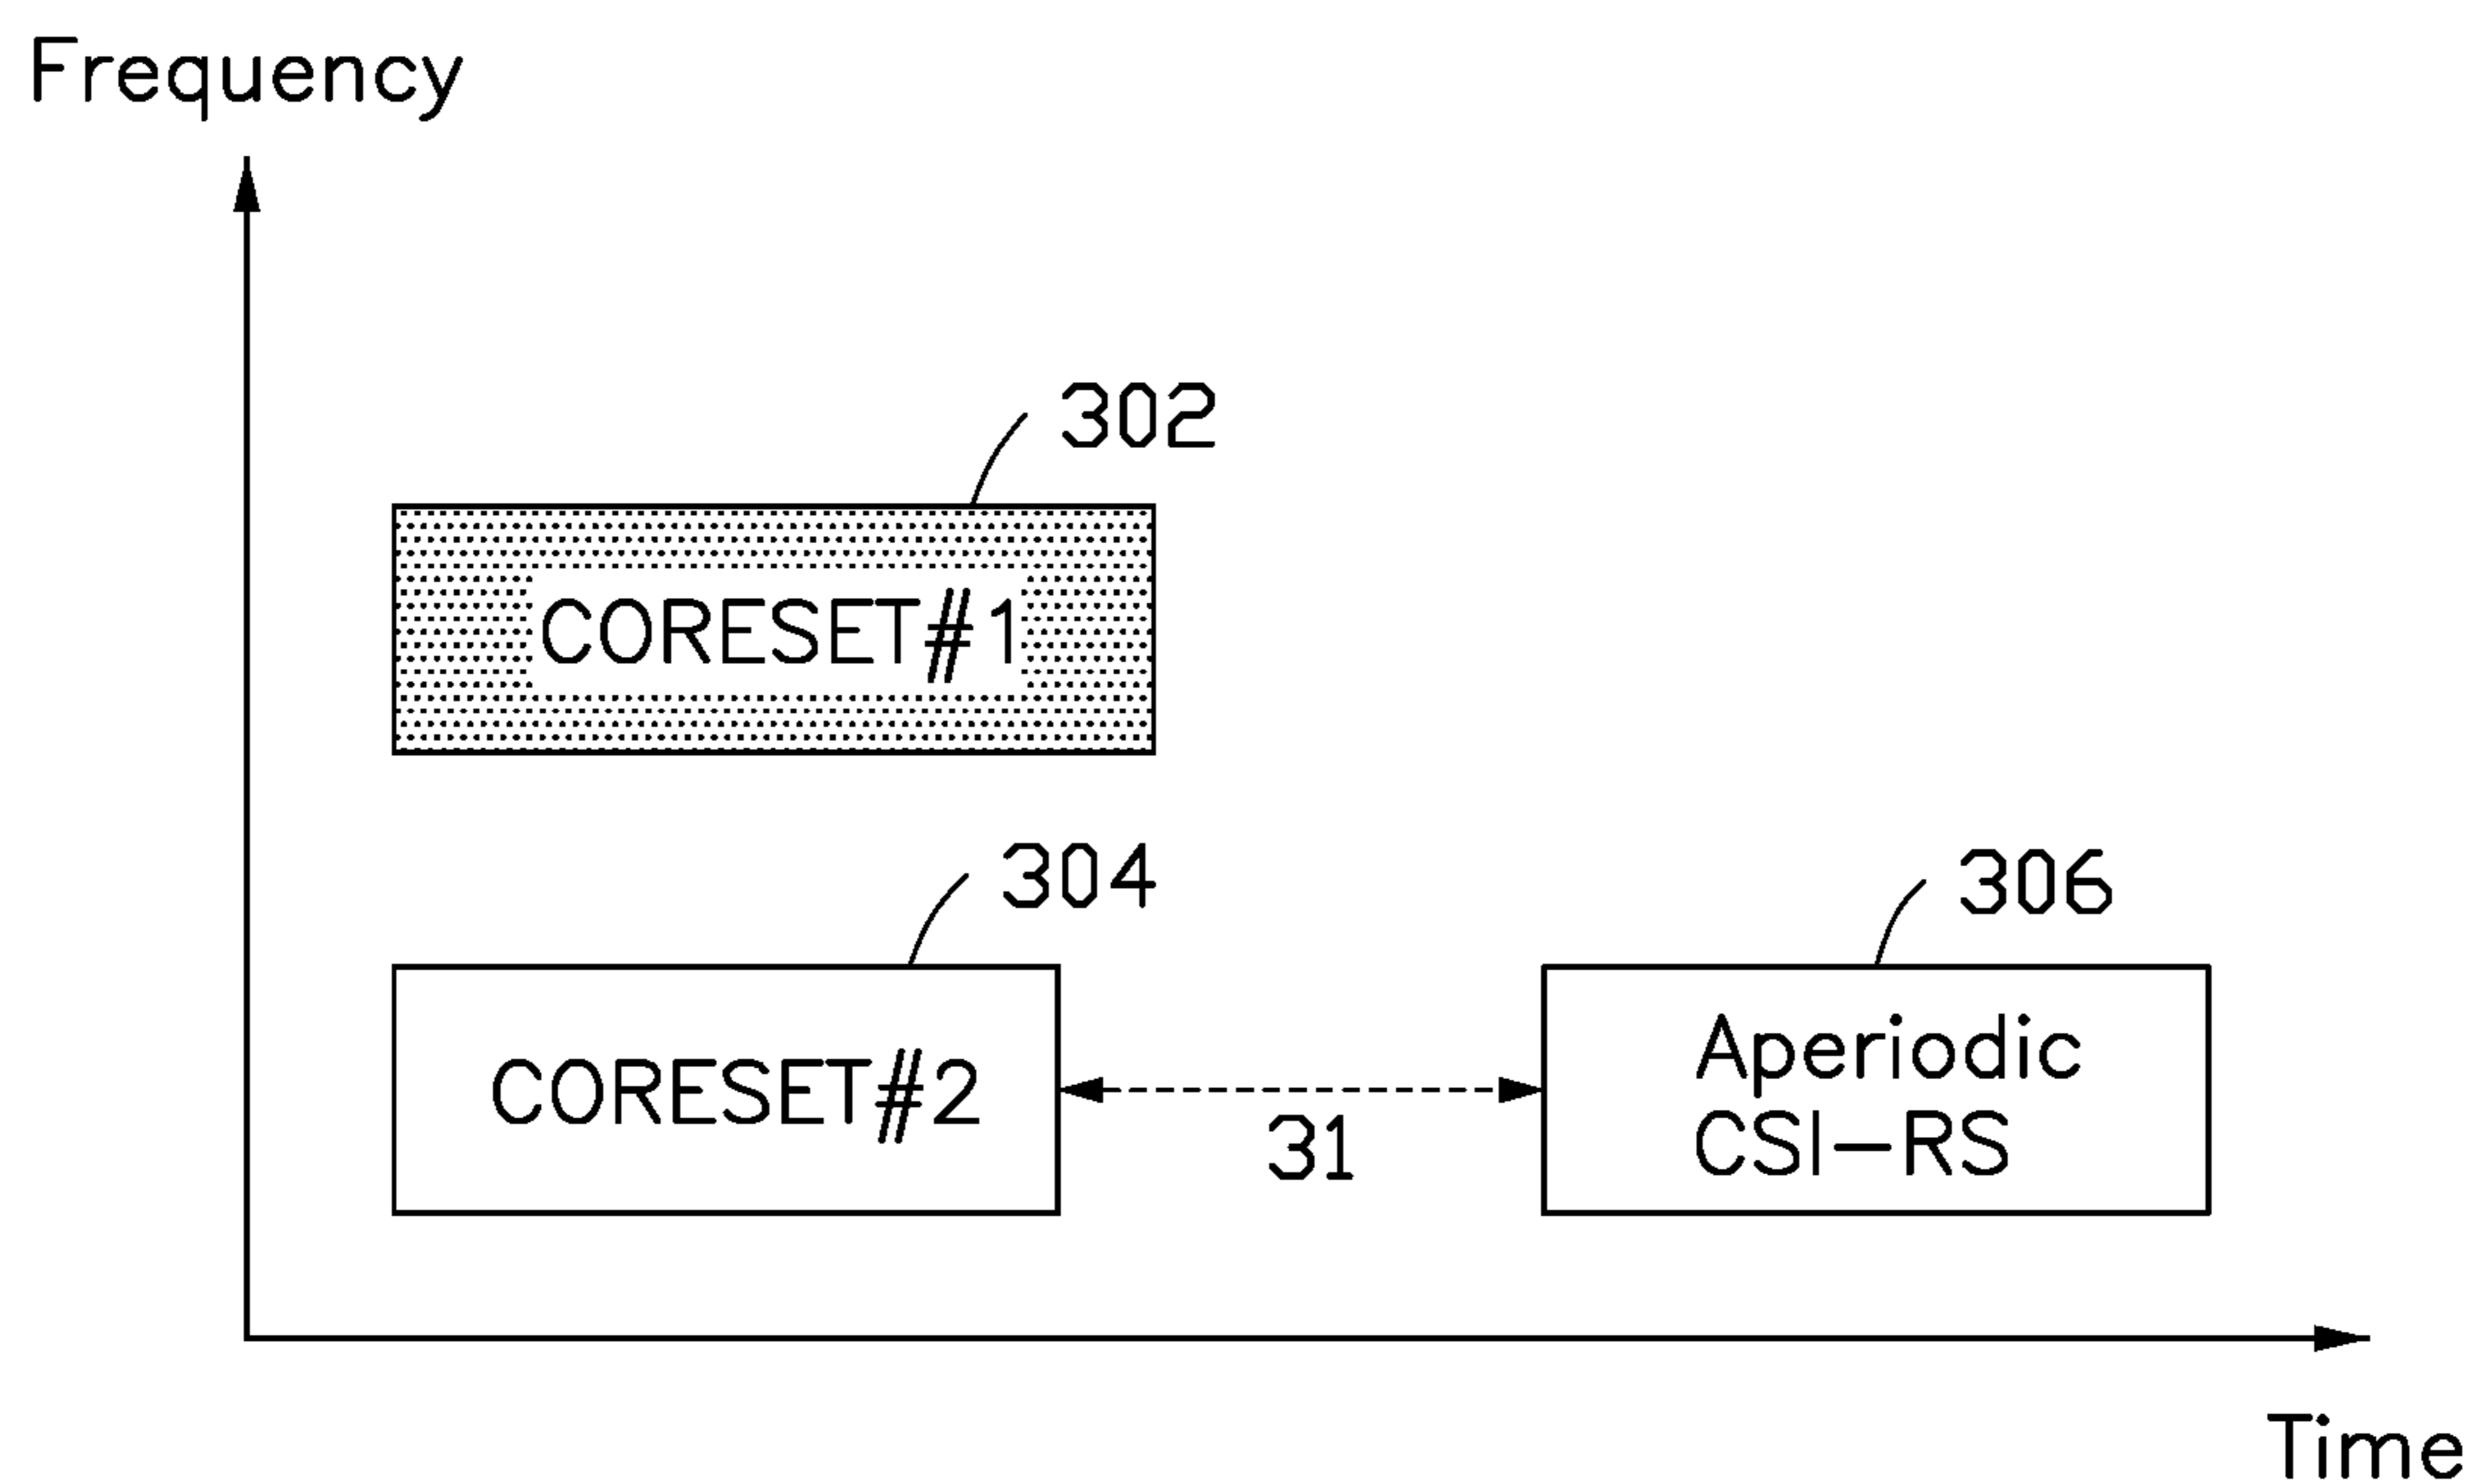 Frequency
302
CORESET#1
304
306
CORESET#2
Aperiodic
CSI-RS
31
Time